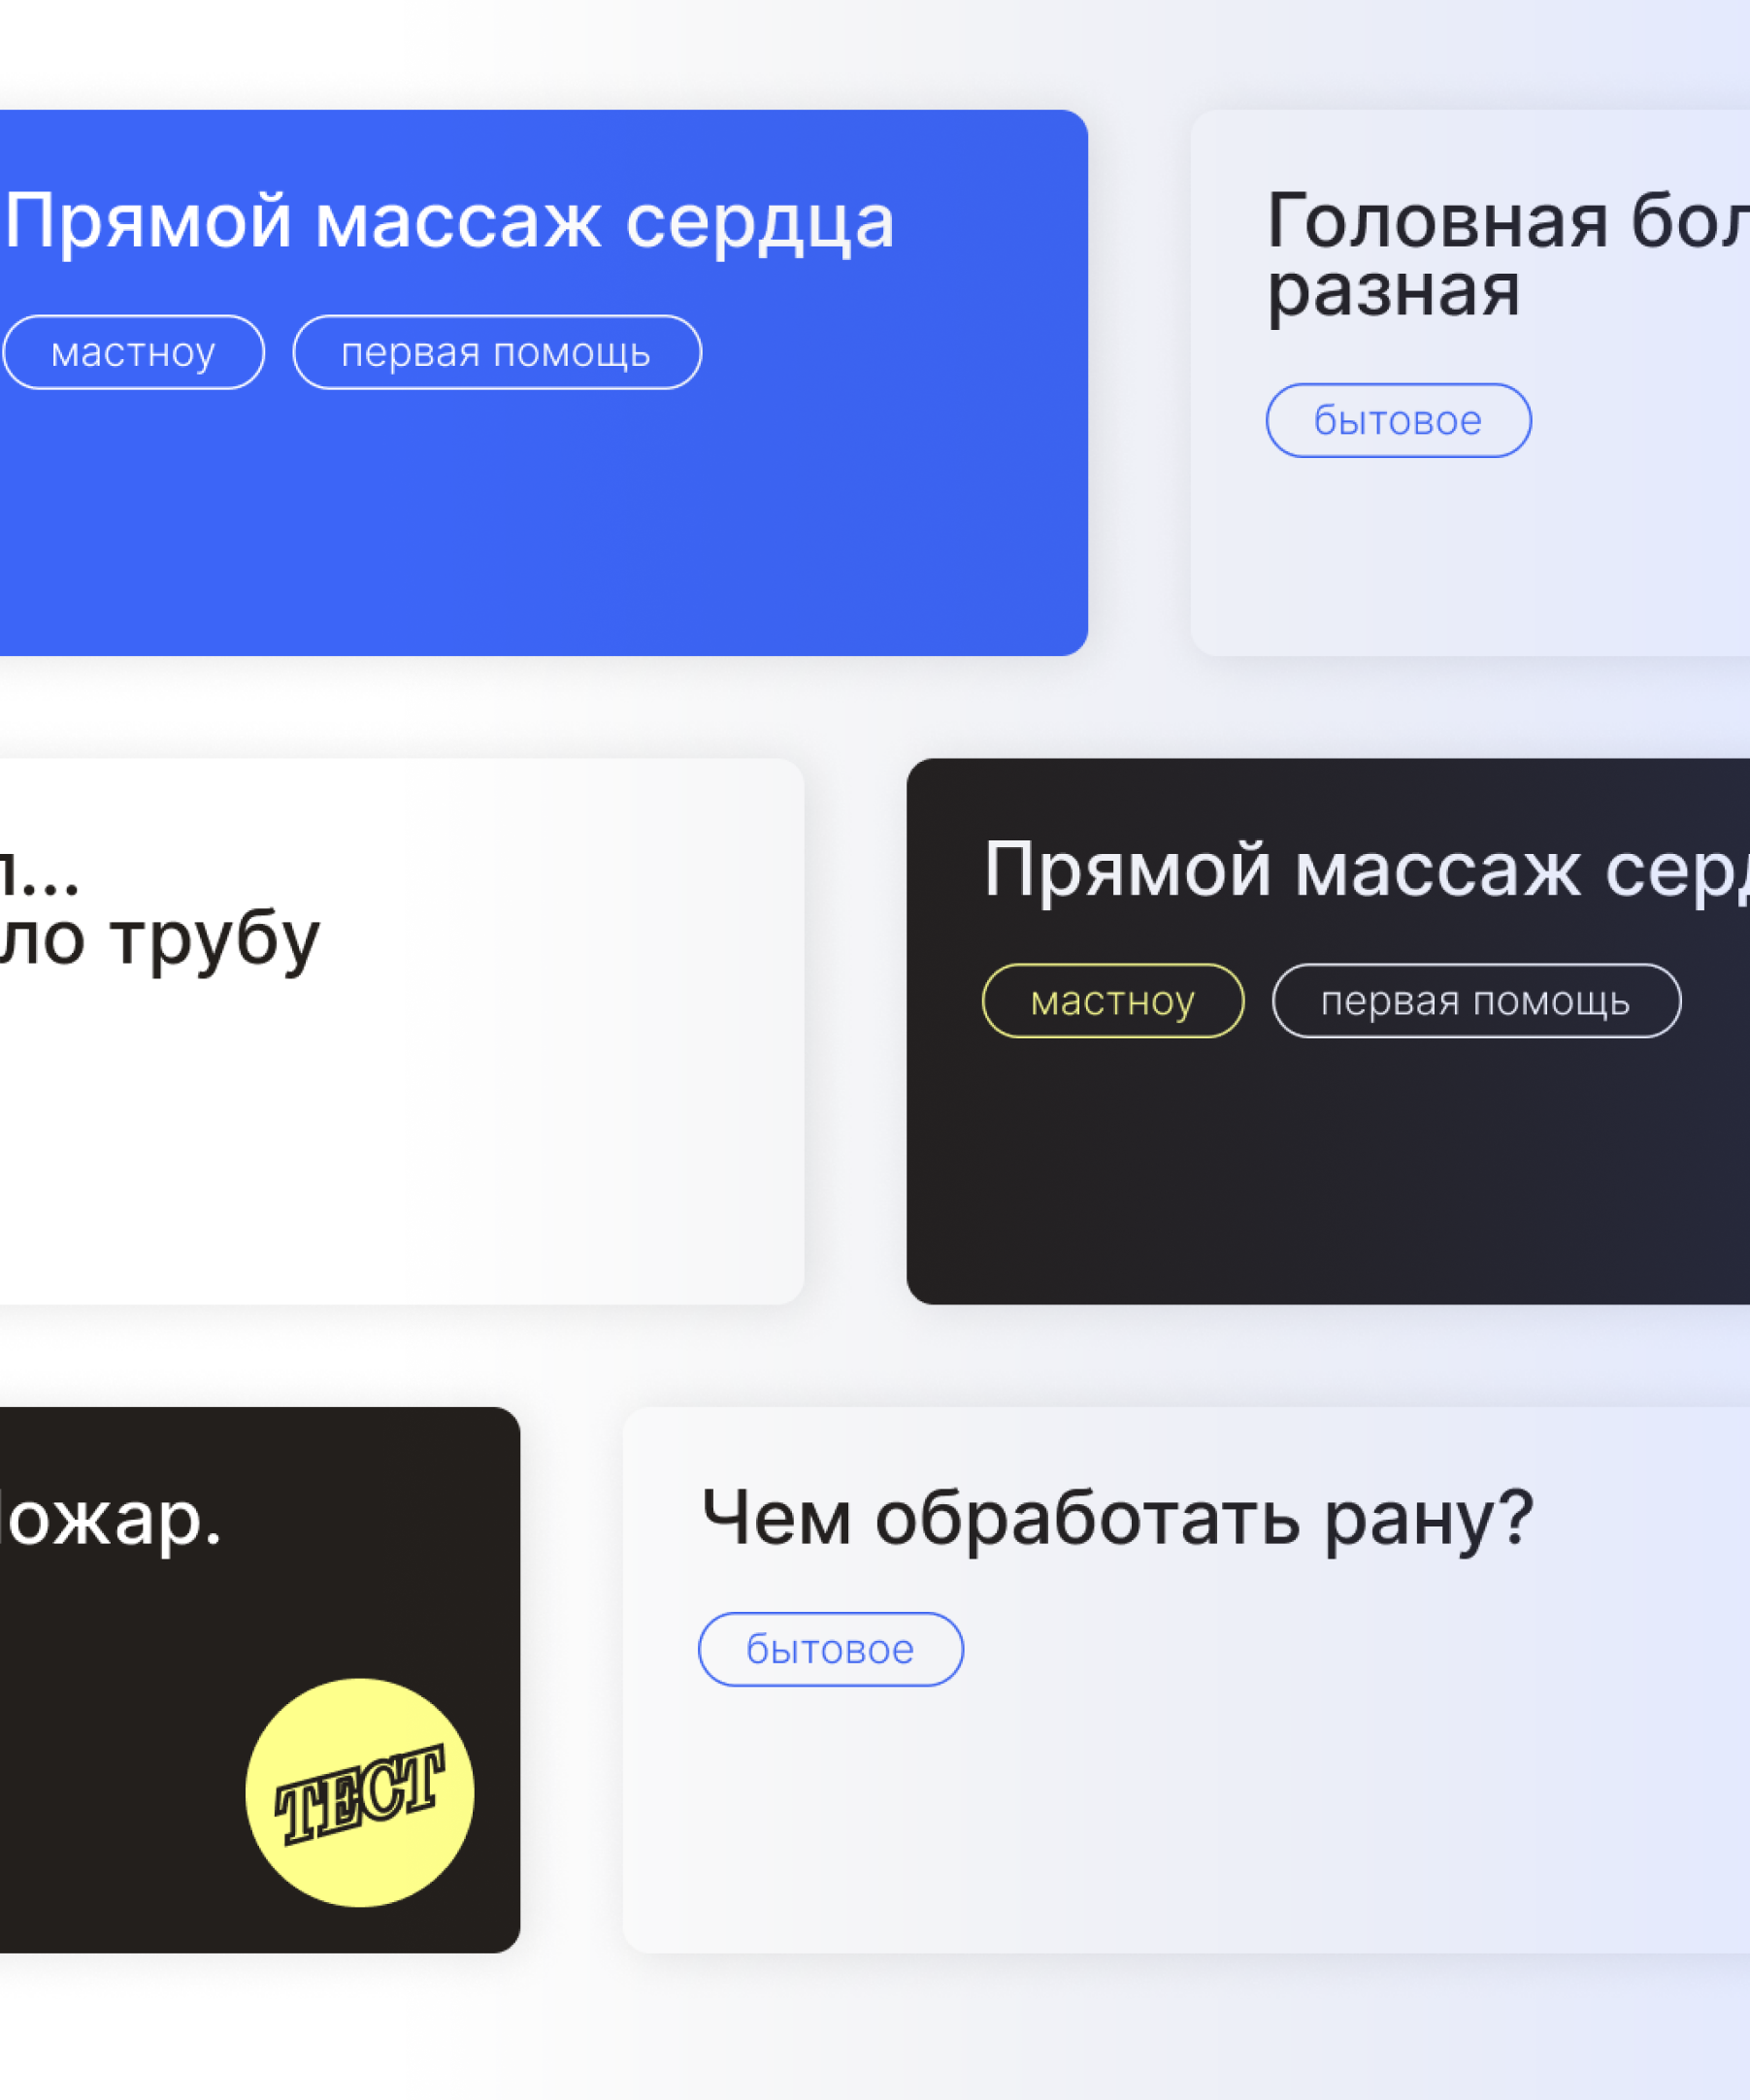 Прямой массаж сердца
мастноу первая помощь
Головная бол
разная
бытовое
...
ло трубу
Прямой массаж серд
мастноу первая помощь
ожар.
ТЕСТ
Чем обработать рану?
бытовое